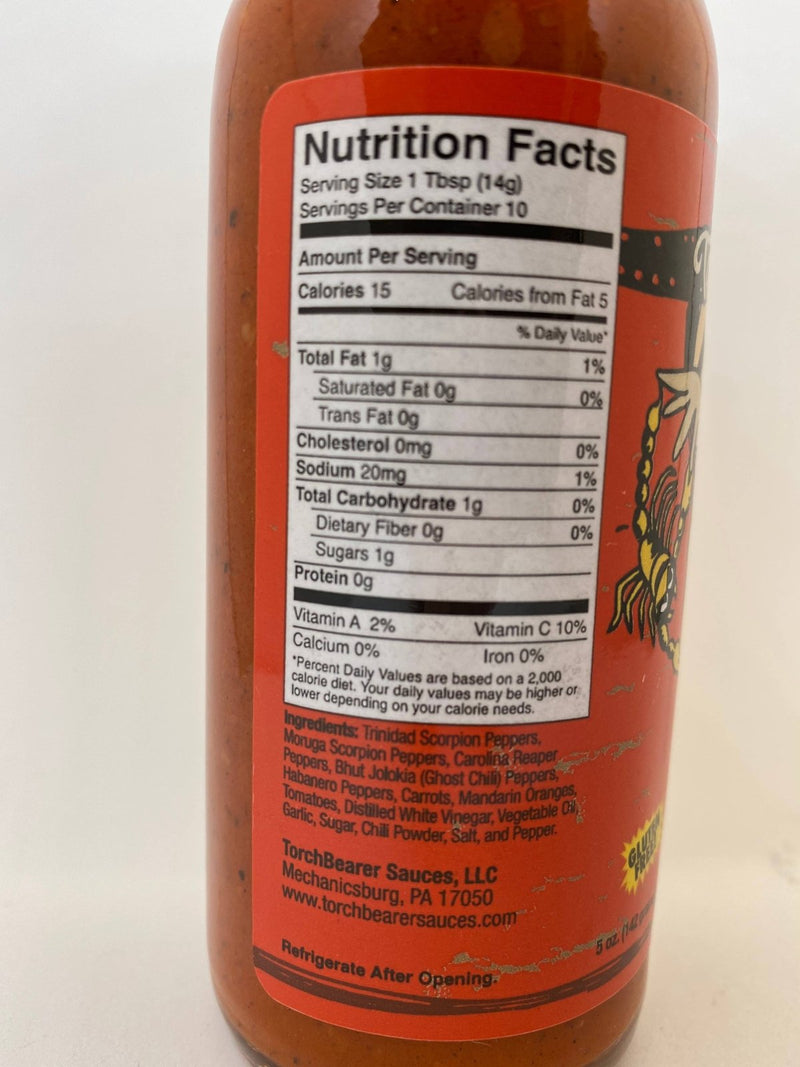 Nutrition Facts
Serving Size 1 Tbsp (14g)
Servings Per Container 10
Amount Per Serving
Calories 15 Calories from Fat 5
% Daily Value*
Total Fat 1g 1%
Saturated Fat 0g 0%
Trans Fat 0g
Cholesterol 0mg 0%
Sodium 20mg 1%
Total Carbohydrate 1g 0%
Dietary Fiber 0g 0%
Sugars 1g
Protein 0g
Vitamin A 2% Vitamin C 10%
Calcium 0% Iron 0%
*Percent Daily Values are based on a 2,000
calorie diet. Your daily values may be higher or
lower depending on your calorie needs.
Ingredients: Trinidad Scorpion Peppers,
Moruga Scorpion Peppers, Carolina Reaper
Peppers, Bhut Jolokia (Ghost Chili) Peppers,
Habanero Peppers, Carrots, Mandarin Oranges,
Tomatoes, Distilled White Vinegar, Vegetable Oil,
Garlic, Sugar, Chili Powder, Salt, and Pepper.
TorchBearer Sauces, LLC
Mechanicsburg, PA 17050
www.torchbearersauces.com
Refrigerate After Opening.
GLUTEN
FREE
5 oz. (142